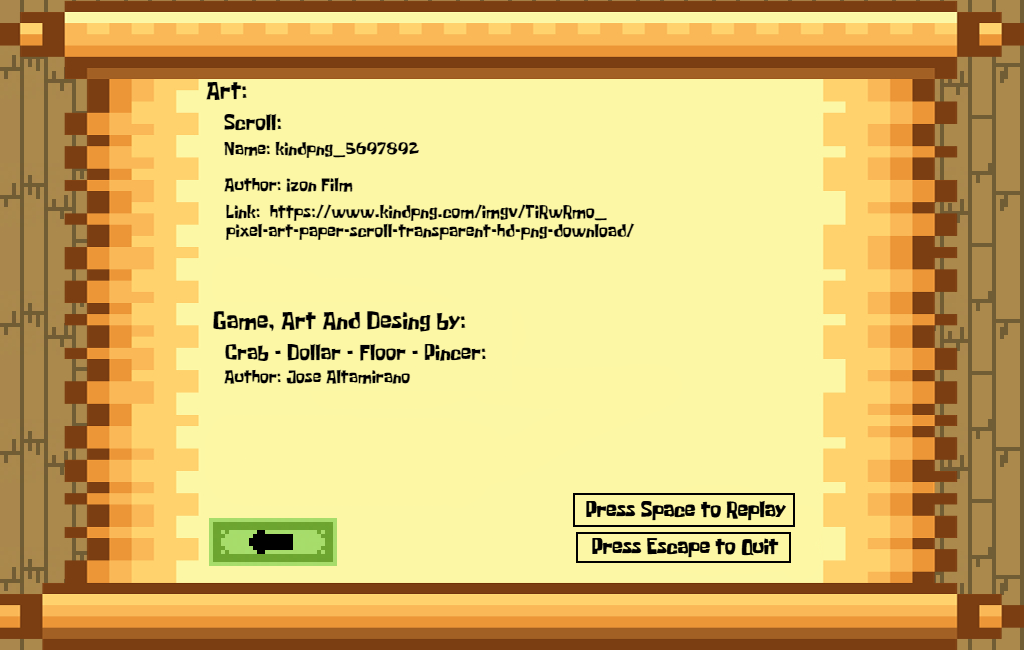 Art:
Scroll:
Name: kindpng_5697892
Author: izon Film
Link: https://www.kindpng.com/imgv/TiRwRmo_
pixel-art-paper-scroll-transparent-hd-png-download/
Game, Art And Desing by:
Crab - Dollar - Floor - Pincer:
Author: Jose Altamirano
Press Space to Replay
Press Escape to Quit